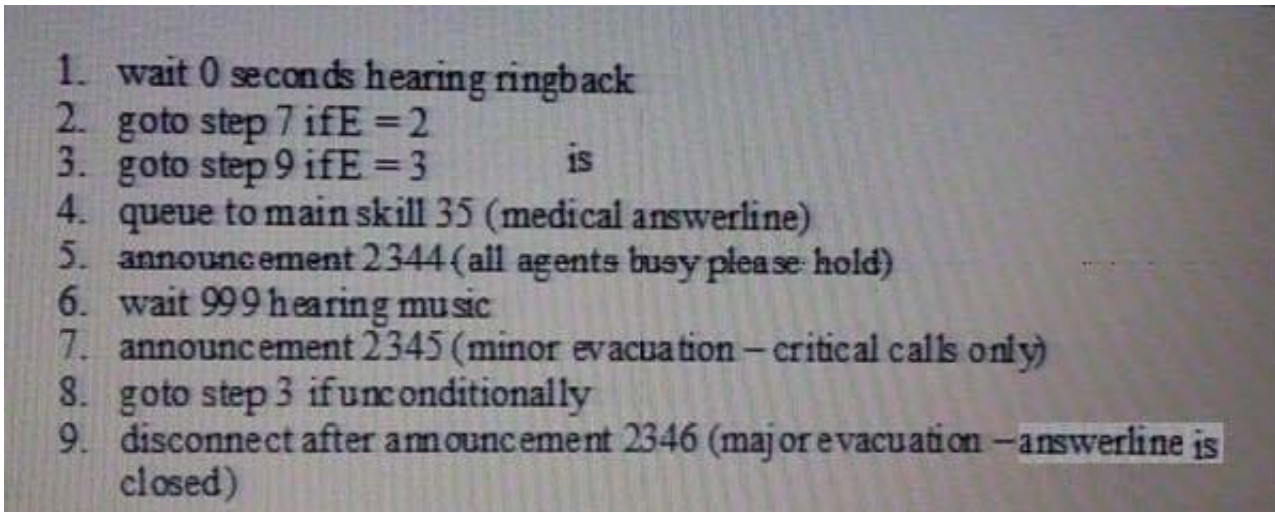 1. wait 0 seconds hearing ringback
2. goto step 7 if E = 2
3. goto step 9 if E = 3 is
4. queue to main skill 35 (medical answerline)
5. announcement 2344 (all agents busy please hold)
6. wait 999 hearing music
7. announcement 2345 (minor evacuation – critical calls only)
8. goto step 3 if unconditionally
9. disconnect after announcement 2346 (major evacuation – answerline is
closed)